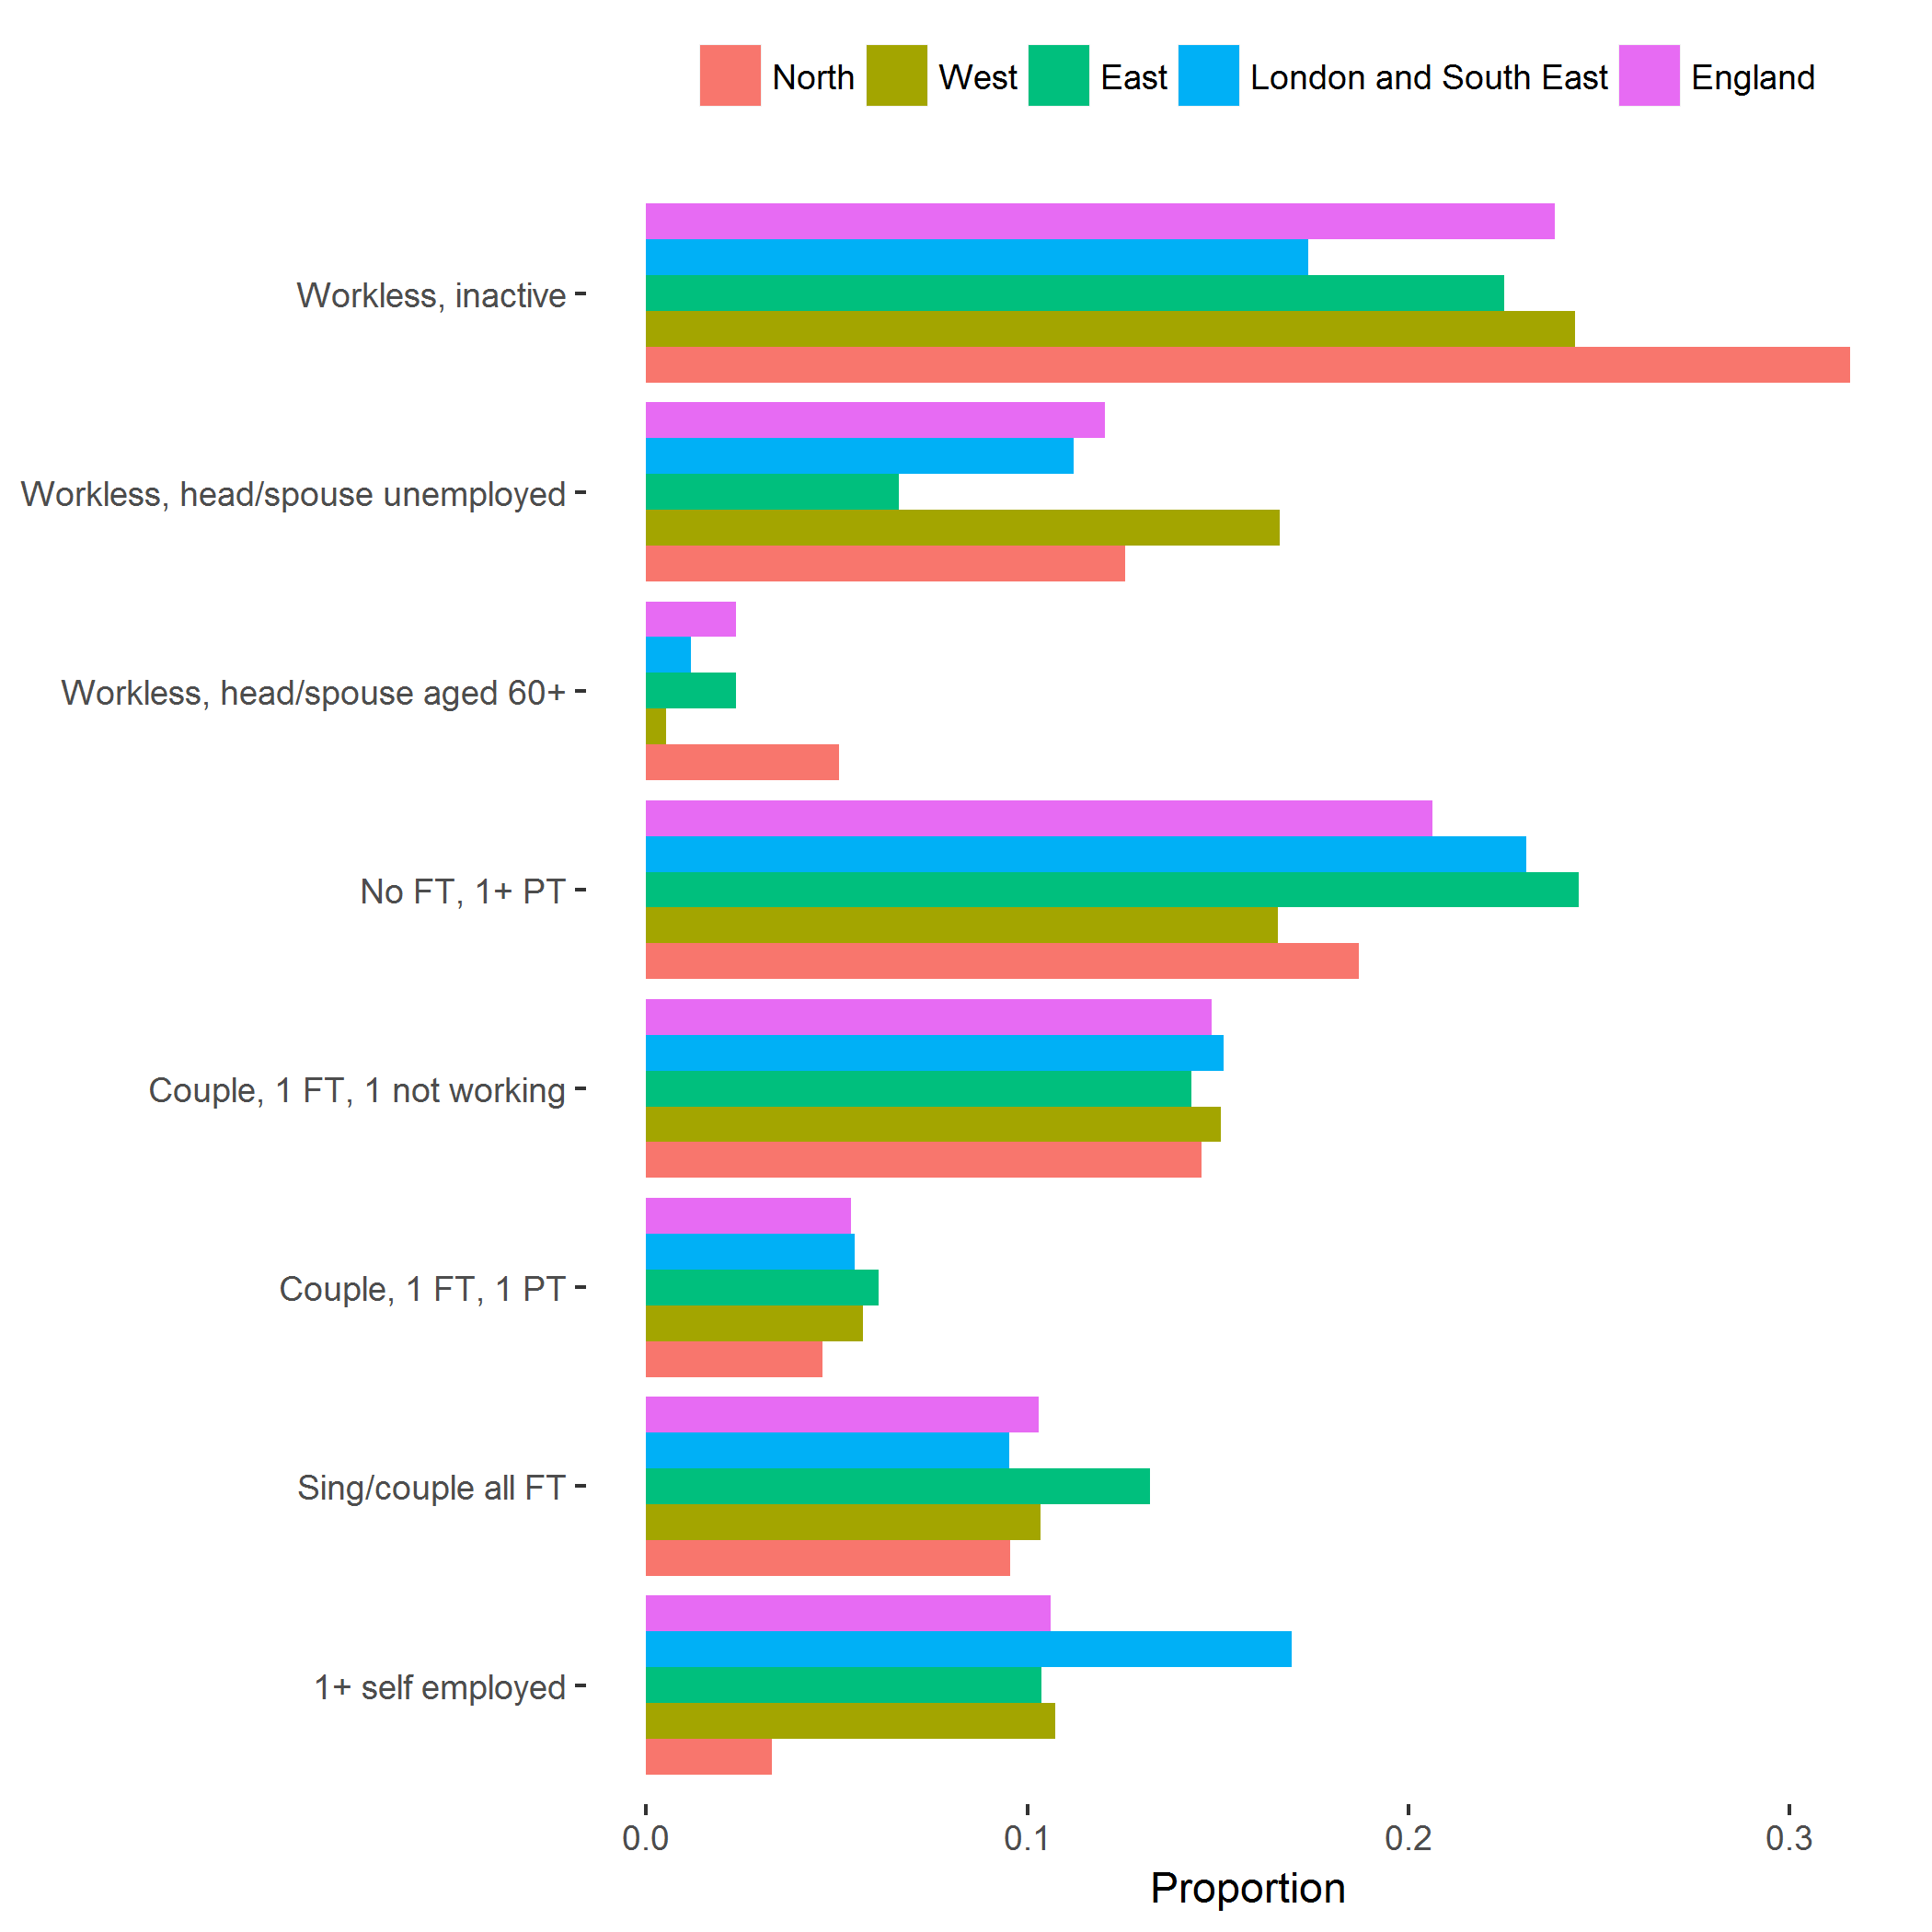 North West East London and South East England
Workless, inactive
Workless, head/spouse unemployed
Workless, head/spouse aged 60+
No FT, 1+ PT
Couple, 1 FT, 1 not working
Couple, 1 FT, 1 PT
Sing/couple all FT
1+ self employed
0.0 0.1 0.2 0.3
Proportion